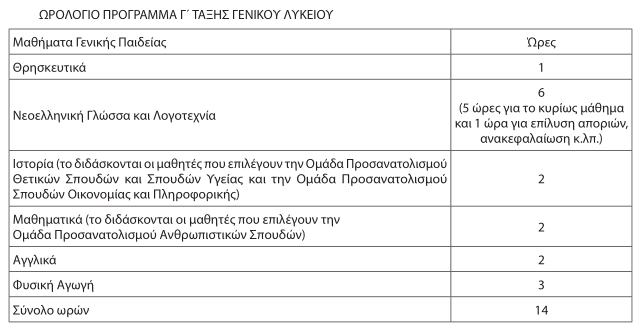 ΩΡΟΛΟΓΙΟ ΠΡΟΓΡΑΜΜΑ Γ΄ ΤΑΞΗΣ ΓΕΝΙΚΟΥ ΛΥΚΕΙΟΥ
Μαθήματα Γενικής Παιδείας Ώρες
Θρησκευτικά 1
Νεοελληνική Γλώσσα και Λογοτεχνία
6
(5 ώρες για το κυρίως μάθημα
και 1 ώρα για επίλυση αποριών,
ανακεφαλαίωση κ.λπ.)
Ιστορία (το διδάσκονται οι μαθητές που επιλέγουν την Ομάδα Προσανατολισμού
Θετικών Σπουδών και Σπουδών Υγείας και την Ομάδα Προσανατολισμού
Σπουδών Οικονομίας και Πληροφορικής)
2
Μαθηματικά (το διδάσκονται οι μαθητές που επιλέγουν την
Ομάδα Προσανατολισμού Ανθρωπιστικών Σπουδών)
2
Αγγλικά 2
Φυσική Αγωγή 3
Σύνολο ωρών 14